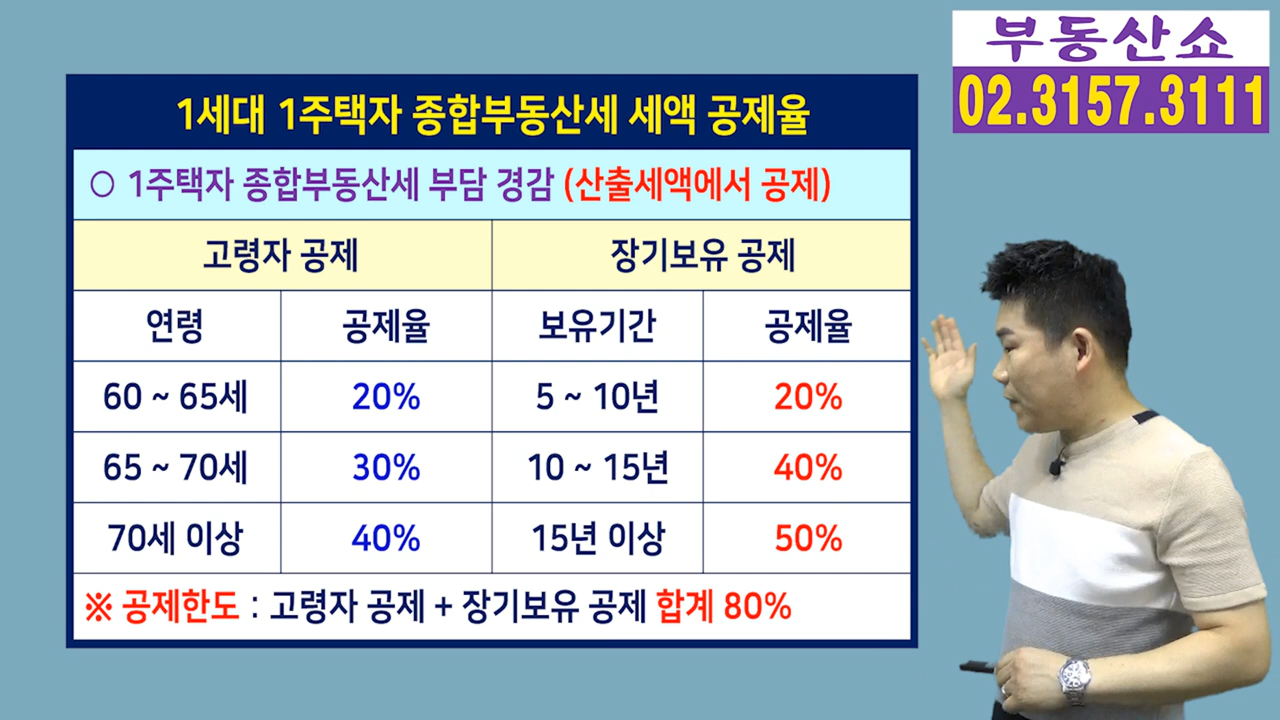 부동산쇼
02.3157.3111
1세대 1주택자 종합부동산세 세액 공제율
○ 1주택자 종합부동산세 부담 경감 (산출세액에서 공제)
고령자 공제 장기보유 공제
연령 공제율 보유기간 공제율
60 ~ 65세 20% 5 ~ 10년 20%
65 ~ 70세 30% 10 ~ 15년 40%
70세 이상 40% 15년 이상 50%
※ 공제한도 : 고령자 공제 + 장기보유 공제 합계 80%